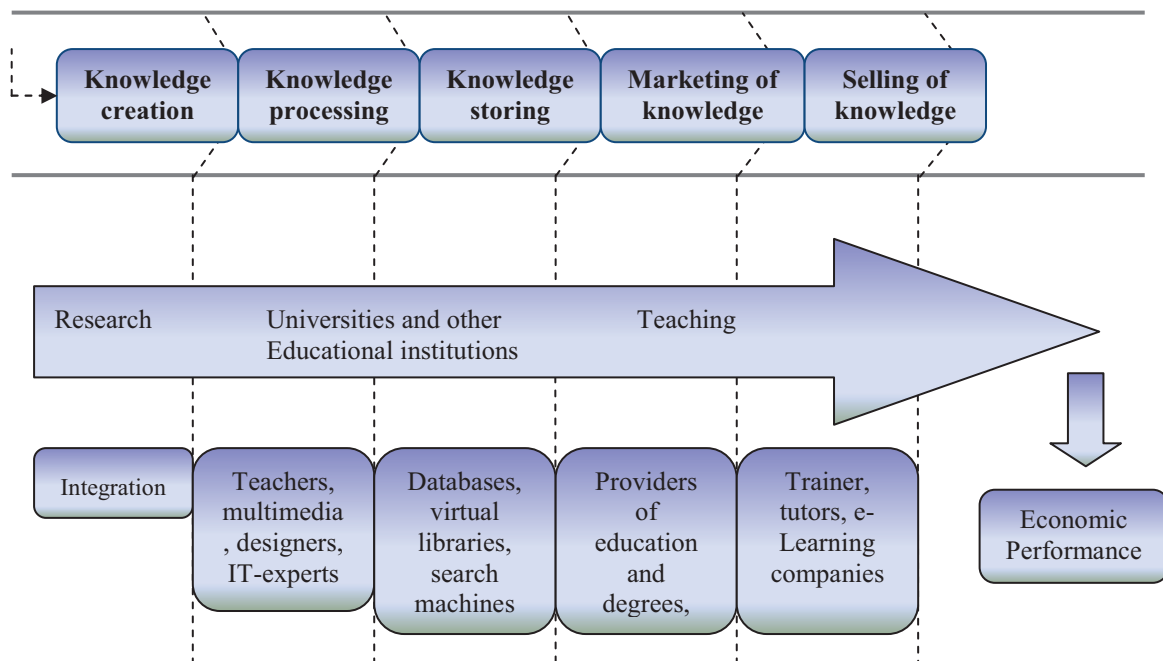 Knowledge
creation
Knowledge
processing
Knowledge
storing
Marketing of
knowledge
Selling of
knowledge
Research
Universities and other
Educational institutions
Teaching
Integration
Teachers,
multimedia
, designers,
IT-experts
Databases,
virtual
libraries,
search
machines
Providers
of
education
and
degrees,
Trainer,
tutors, e-
Learning
companies
Economic
Performance